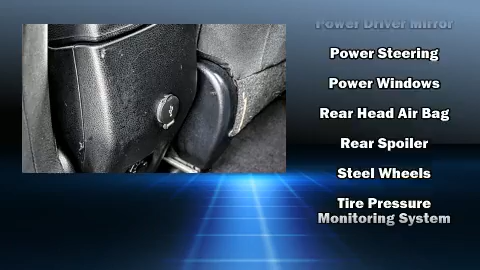 Power Driver Mirror
Power Steering
Power Windows
Rear Head Air Bag
Rear Spoiler
Steel Wheels
Tire Pressure
Monitoring System